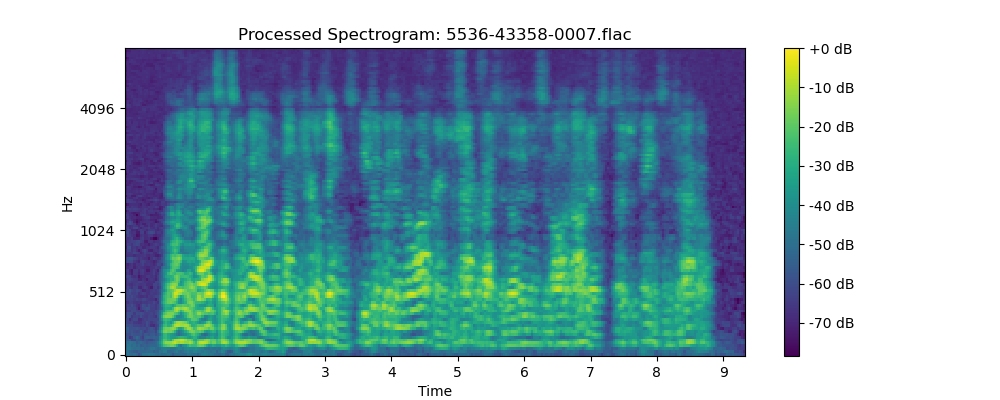 Processed Spectrogram: 5536-43358-0007.flac
Hz
4096
2048
1024
512
0
0 1 2 3 4 5 6 7 8 9
Time
+0 dB
-10 dB
-20 dB
-30 dB
-40 dB
-50 dB
-60 dB
-70 dB